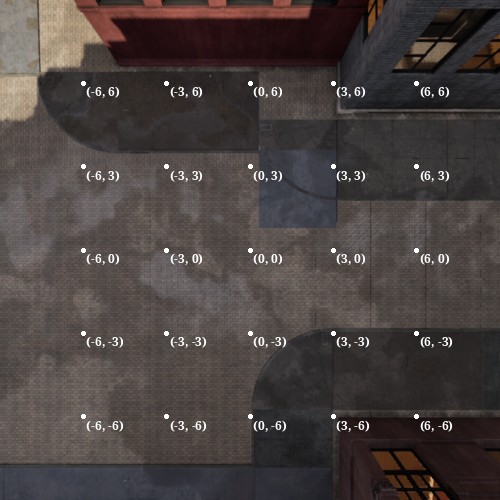 (-6, 6) (-3, 6) (0, 6) (3, 6) (6, 6)
(-6, 3) (-3, 3) (0, 3) (3, 3) (6, 3)
(-6, 0) (-3, 0) (0, 0) (3, 0) (6, 0)
(-6, -3) (-3, -3) (0, -3) (3, -3) (6, -3)
(-6, -6) (-3, -6) (0, -6) (3, -6) (6, -6)